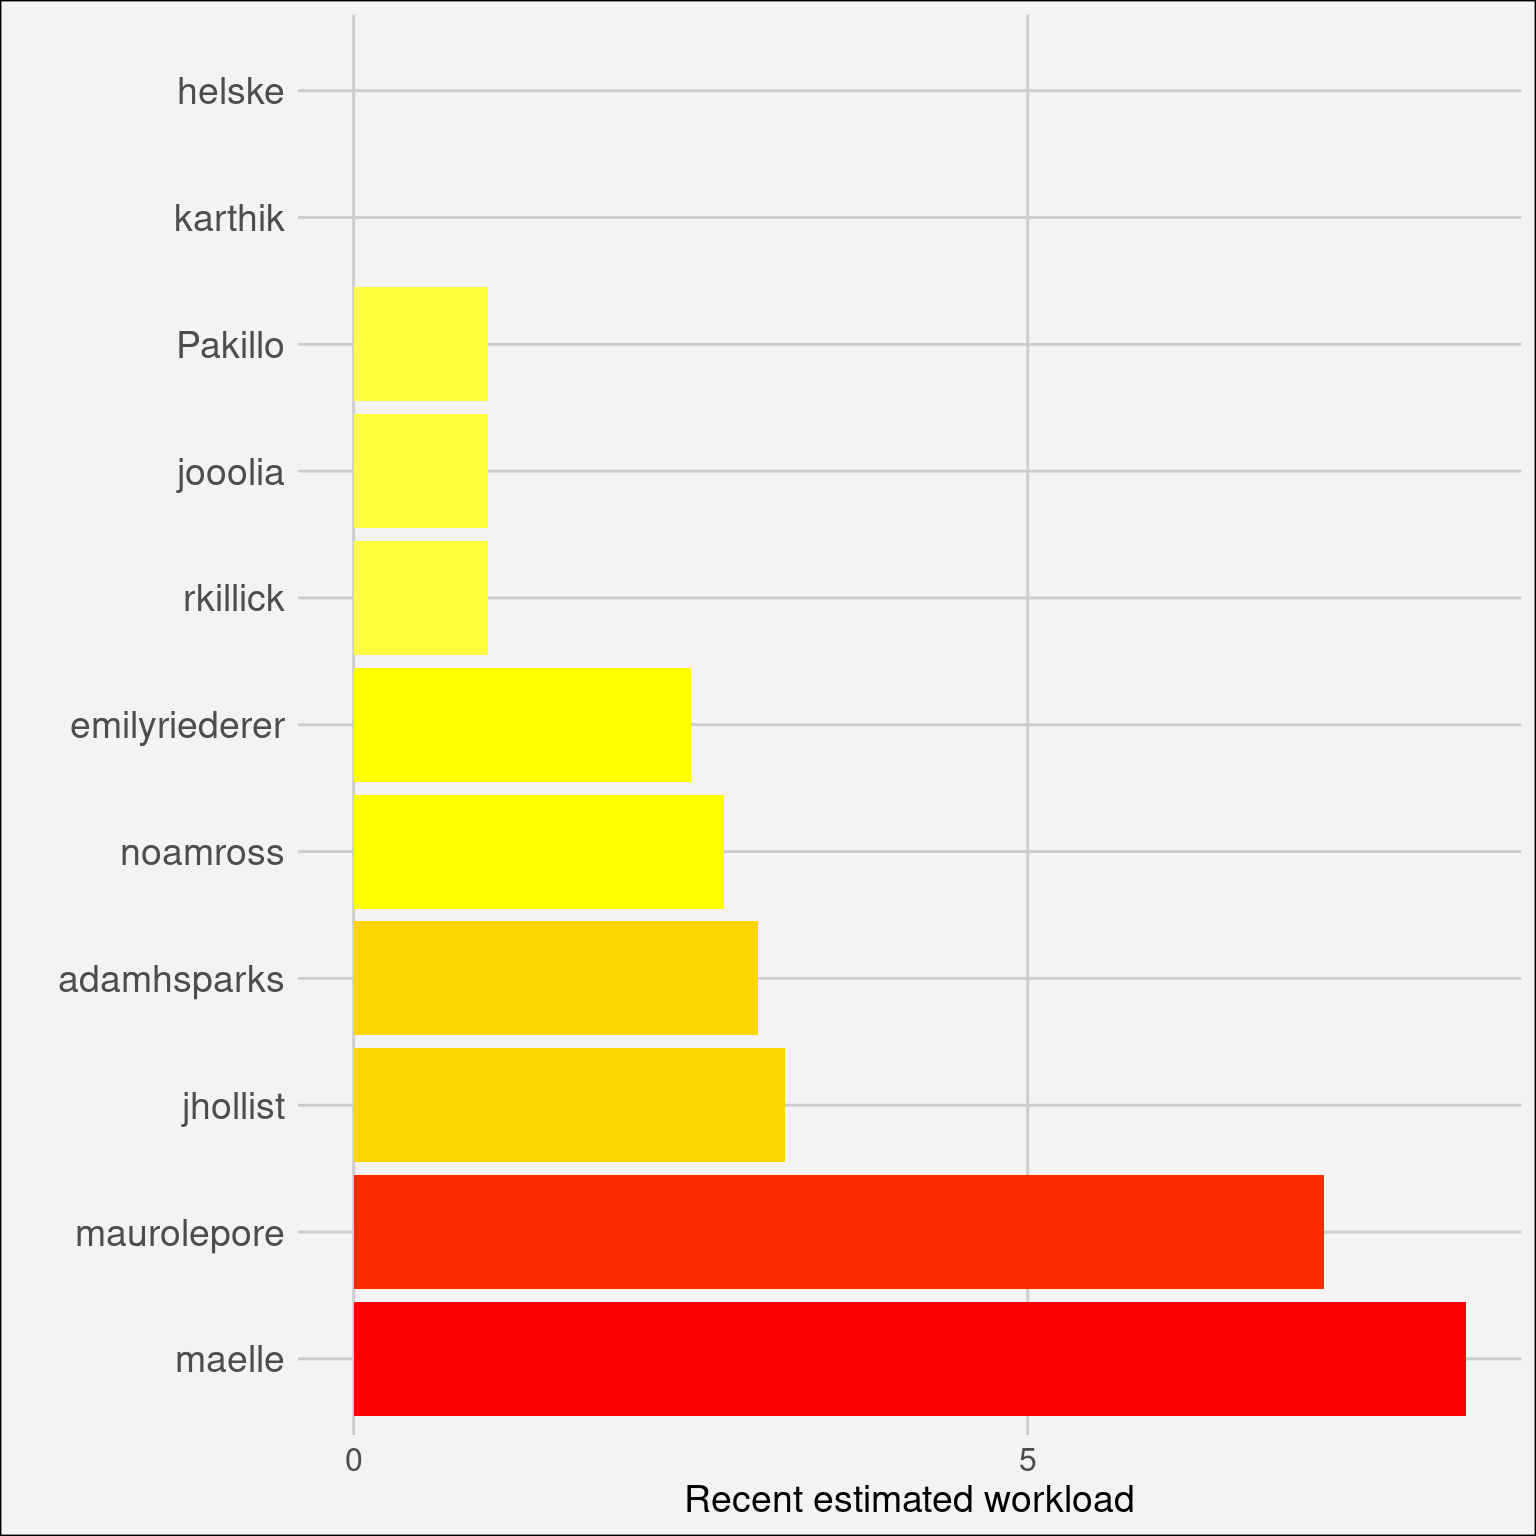 helske
karthik
Pakillo
jooolia
rkillick
emilyriederer
noamross
adamhsparks
jhollist
maurolepore
maelle
0 5
Recent estimated workload